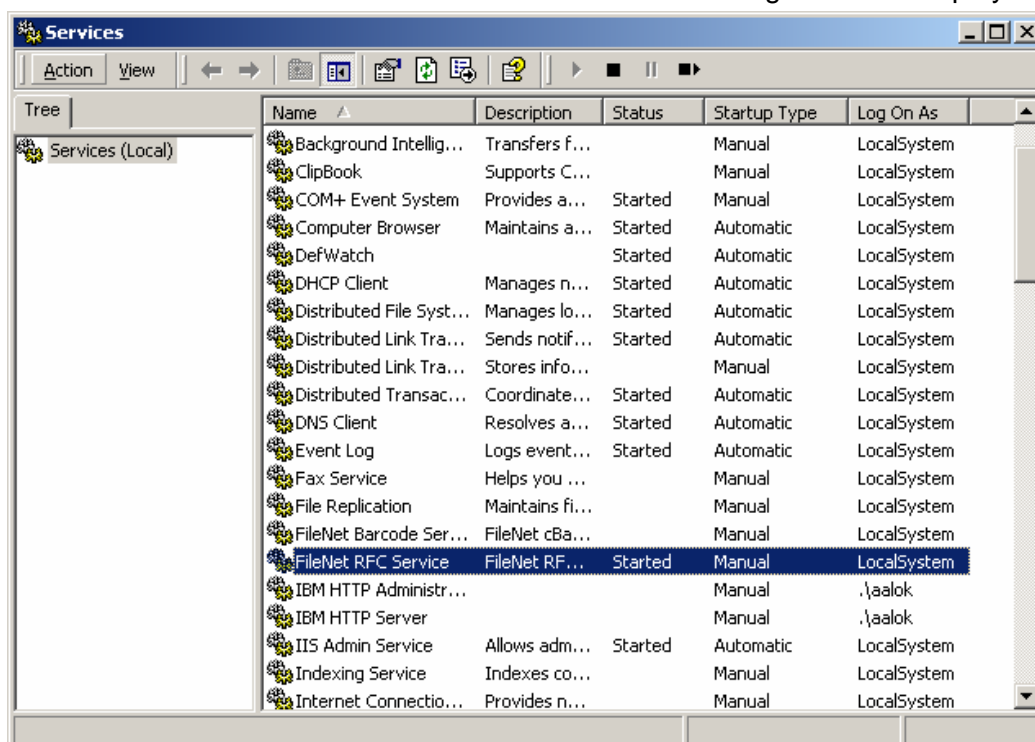 Services
Action View
Tree
Name Description Status Startup Type Log On As
Services (Local)
Background Intellig... Transfers f... Manual LocalSystem
ClipBook Supports C... Manual LocalSystem
COM+ Event System Provides a... Started Manual LocalSystem
Computer Browser Maintains a... Started Automatic LocalSystem
DefWatch Started Automatic LocalSystem
DHCP Client Manages n... Started Automatic LocalSystem
Distributed File Syst... Manages lo... Started Automatic LocalSystem
Distributed Link Tra... Sends notif... Started Automatic LocalSystem
Distributed Link Tra... Stores info... Manual LocalSystem
Distributed Transac... Coordinate... Started Automatic LocalSystem
DNS Client Resolves a... Started Automatic LocalSystem
Event Log Logs event... Started Automatic LocalSystem
Fax Service Helps you ... Manual LocalSystem
File Replication Maintains fi... Manual LocalSystem
FileNet Barcode Ser... FileNet cBa... Manual LocalSystem
FileNet RFC Service FileNet RF... Started Manual LocalSystem
IBM HTTP Administr... Manual .\aalok
IBM HTTP Server Manual .\aalok
IIS Admin Service Allows adm... Started Automatic LocalSystem
Indexing Service Indexes co... Manual LocalSystem
Internet Connectio... Provides n... Manual LocalSystem